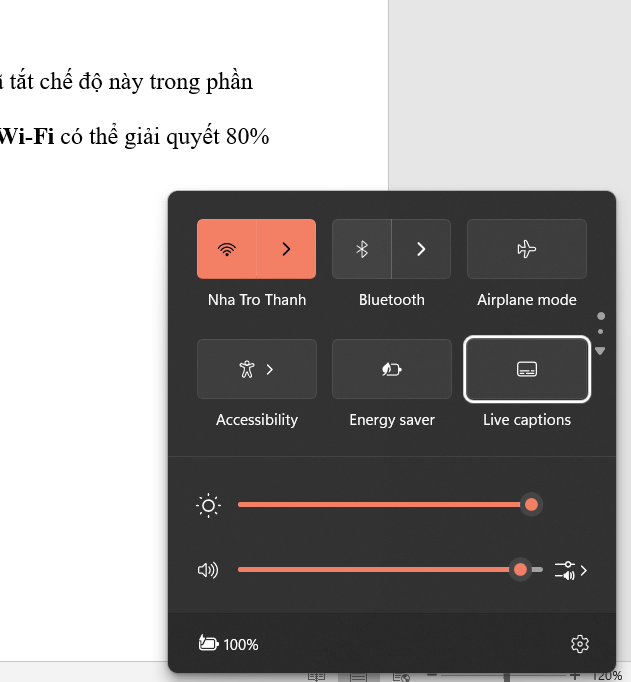 tắt chế độ này trong phần
Wi-Fi có thể giải quyết 80%
Nha Tro Thanh
Bluetooth
Airplane mode
Accessibility
Energy saver
Live captions
100%
120%